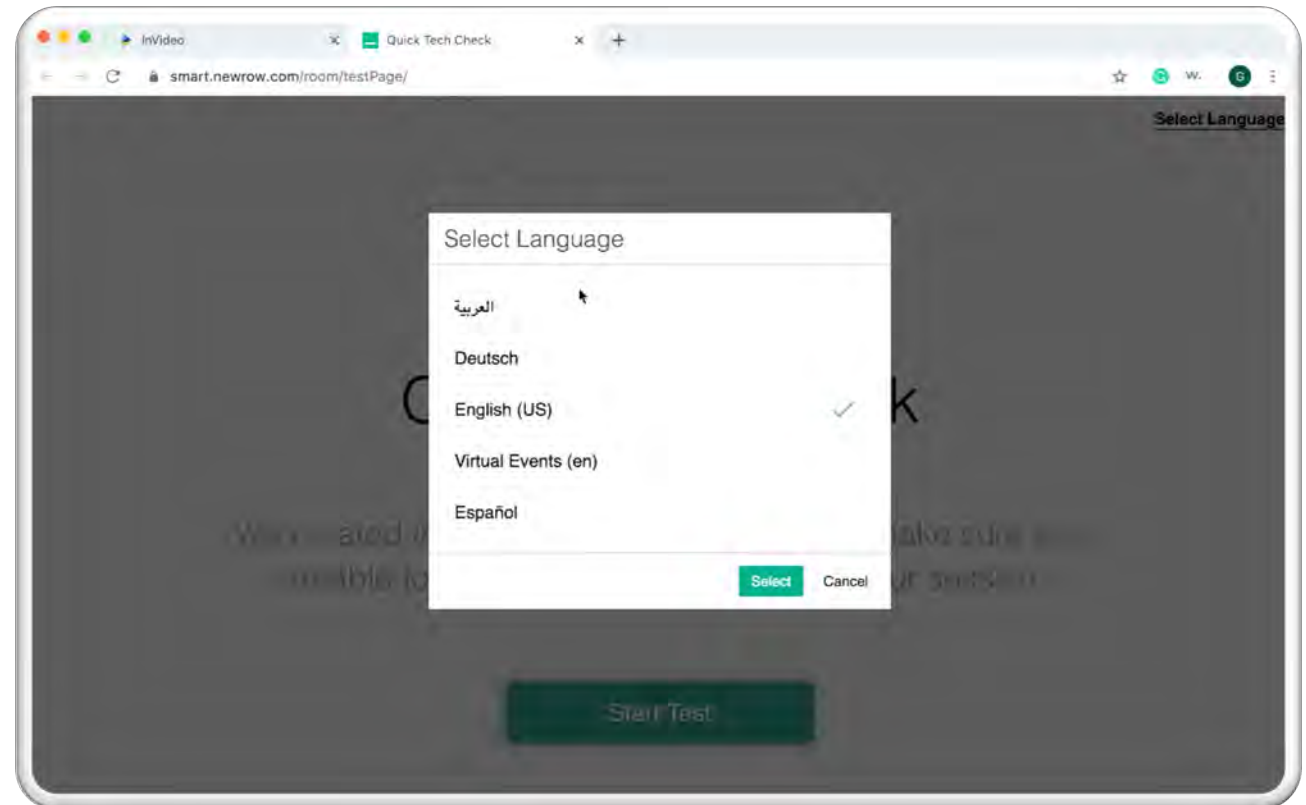 InVideo
Quick Tech Check
smart.newrow.com/room/testPage/
W.
G
Select Language
Select Language
العربية
Deutsch
English (US)
Virtual Events (en)
Español
Select Cancel
Start Test